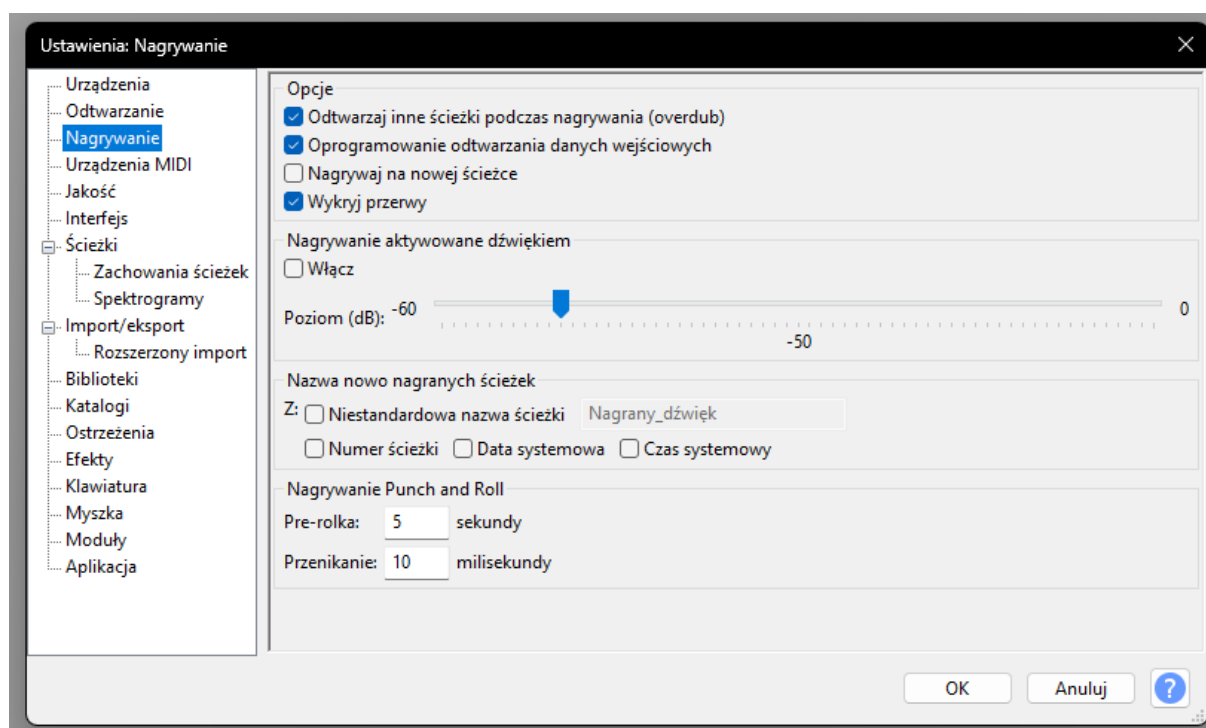 Ustawienia: Nagrywanie
Urządzenia
Odtwarzanie
Nagrywanie
Urządzenia MIDI
Jakość
Interfejs
Ścieżki
Zachowania ścieżek
Spektrogramy
Import/eksport
Rozszerzony import
Biblioteki
Katalogi
Ostrzeżenia
Efekty
Klawiatura
Myszka
Moduły
Aplikacja
Opcje
Odtwarzaj inne ścieżki podczas nagrywania (overdub)
Oprogramowanie odtwarzania danych wejściowych
Nagrywaj na nowej ścieżce
Wykryj przerwy
Nagrywanie aktywowane dźwiękiem
Włącz
Poziom (dB): -60 0
-50
Nazwa nowo nagranych ścieżek
Z: Niestandardowa nazwa ścieżki Nagrany_dźwięk
Numer ścieżki Data systemowa Czas systemowy
Nagrywanie Punch and Roll
Pre-rolka: 5 sekundy
Przenikanie: 10 milisekundy
OK Anuluj ?